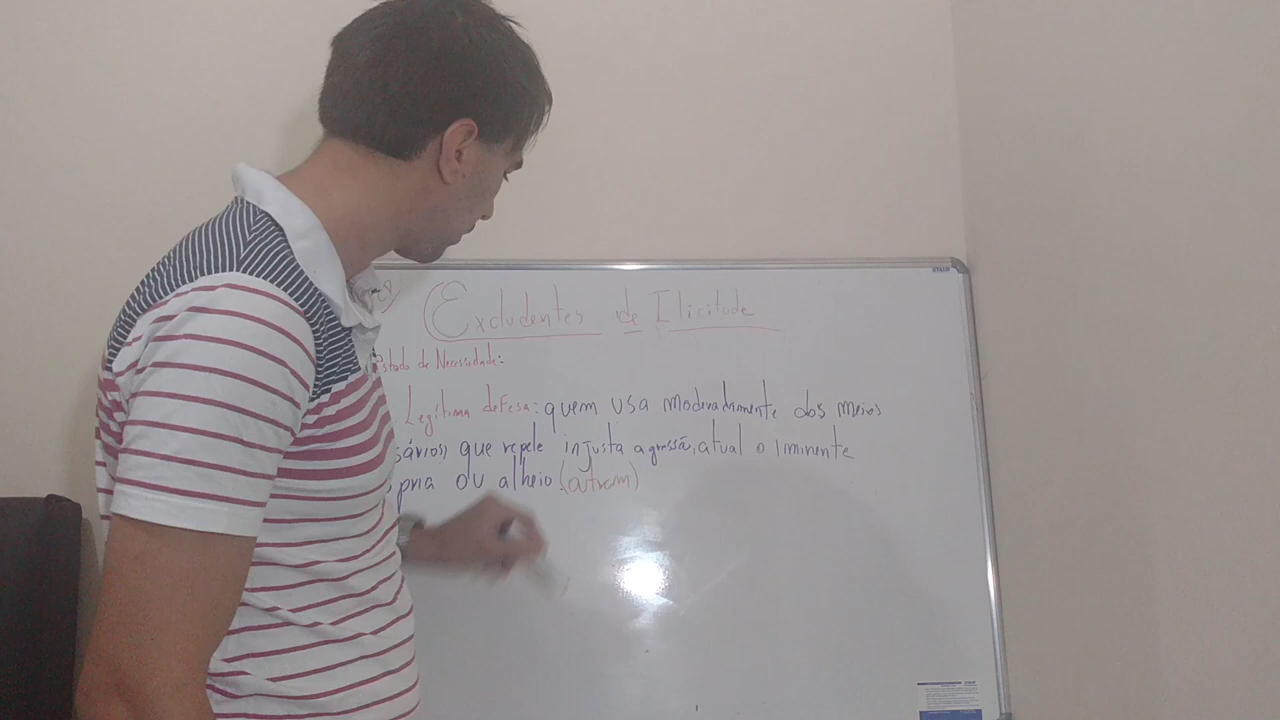 Excludentes de Ilicitude
Estado de Necessidade:
Legítima defesa: quem usa moderadamente dos meios
sários, que repele injusta agressão, atual o iminente
pria ou alheio (outrem)
STALO